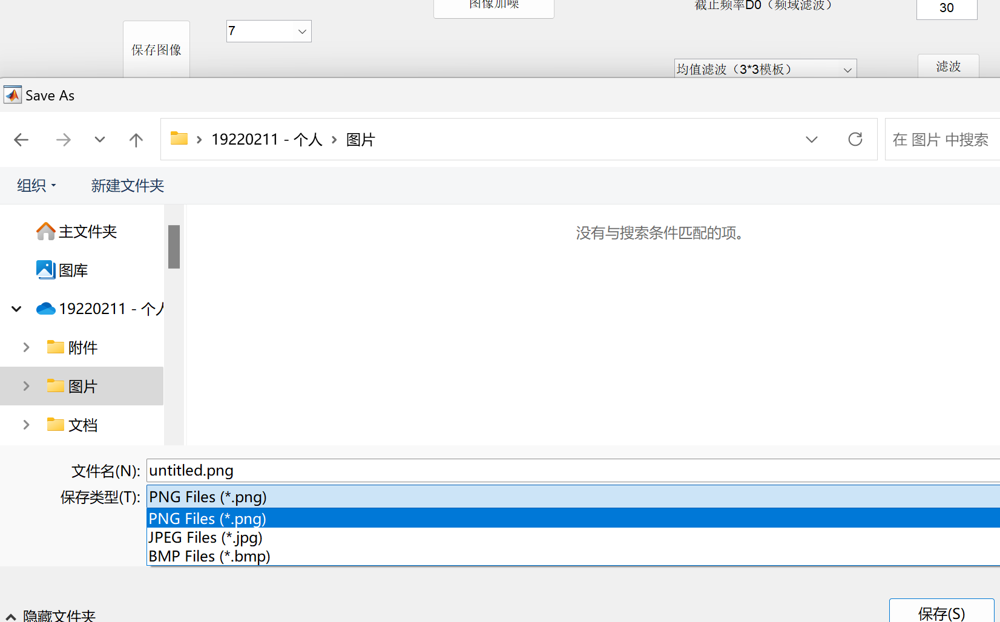 图像加噪
截止频率D0（频域滤波）
30
7
保存图像
均值滤波（3*3模板）
滤波
Save As
19220211 - 个人 › 图片
在 图片 中搜索
组织
新建文件夹
主文件夹
没有与搜索条件匹配的项。
图库
19220211 - 个人
附件
图片
文档
文件名(N): untitled.png
保存类型(T): PNG Files (*.png)
PNG Files (*.png)
JPEG Files (*.jpg)
BMP Files (*.bmp)
隐藏文件夹
保存(S)